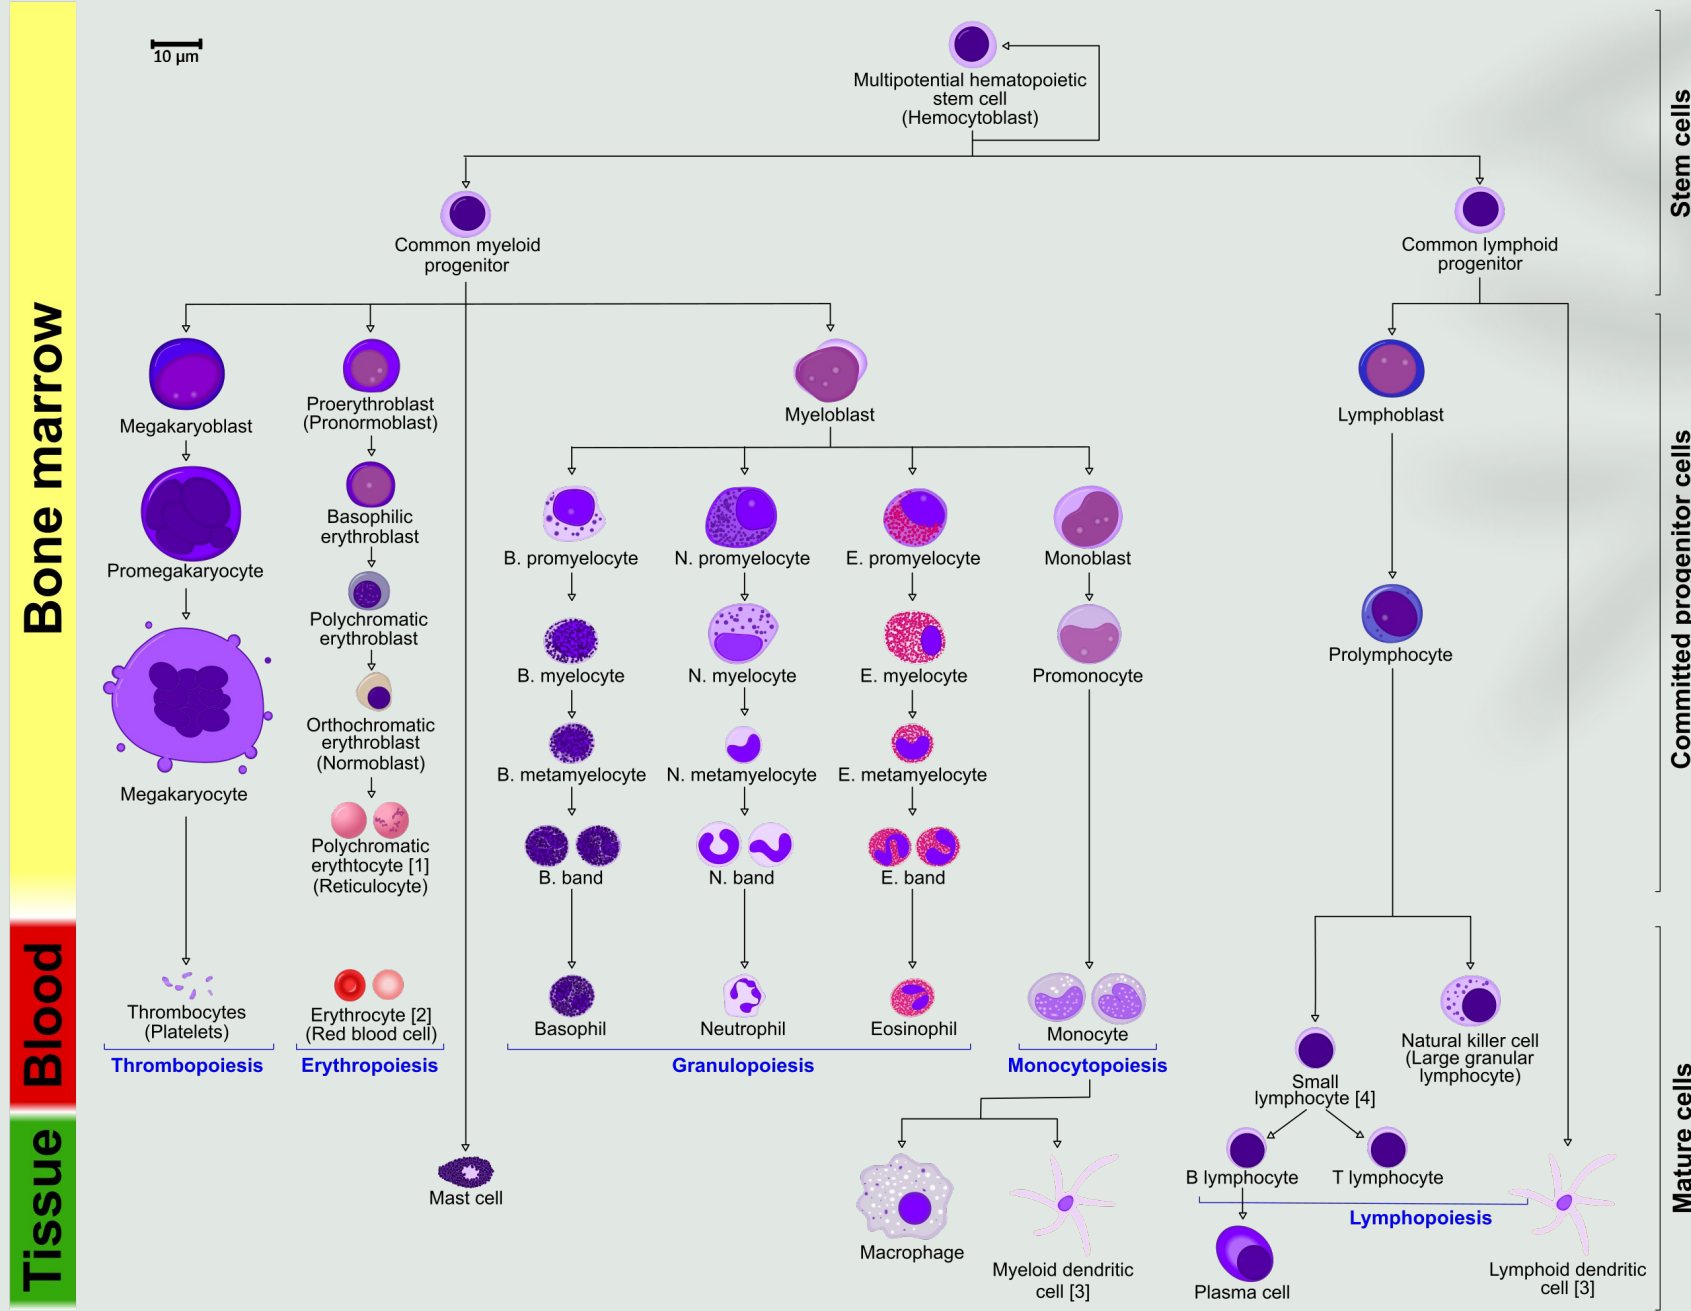 10 µm
Multipotential hematopoietic
stem cell
(Hemocytoblast)
Common myeloid
progenitor
Common lymphoid
progenitor
Megakaryoblast
Promegakaryocyte
Megakaryocyte
Thrombocytes
(Platelets)
Thrombopoiesis
Proerythroblast
(Pronormoblast)
Basophilic
erythroblast
Polychromatic
erythroblast
Orthochromatic
erythroblast
(Normoblast)
Polychromatic
erythtocyte [1]
(Reticulocyte)
Erythrocyte [2]
(Red blood cell)
Erythropoiesis
Mast cell
Myeloblast
B. promyelocyte
B. myelocyte
B. metamyelocyte
B. band
Basophil
N. promyelocyte
N. myelocyte
N. metamyelocyte
N. band
Neutrophil
E. promyelocyte
E. myelocyte
E. metamyelocyte
E. band
Eosinophil
Granulopoiesis
Monoblast
Promonocyte
Monocyte
Monocytopoiesis
Macrophage
Myeloid dendritic
cell [3]
Lymphoblast
Prolymphocyte
Small
lymphocyte [4]
Natural killer cell
(Large granular
lymphocyte)
B lymphocyte
T lymphocyte
Lymphopoiesis
Plasma cell
Lymphoid dendritic
cell [3]
Bone marrow
Blood
Tissue
Stem cells
Committed progenitor cells
Mature cells